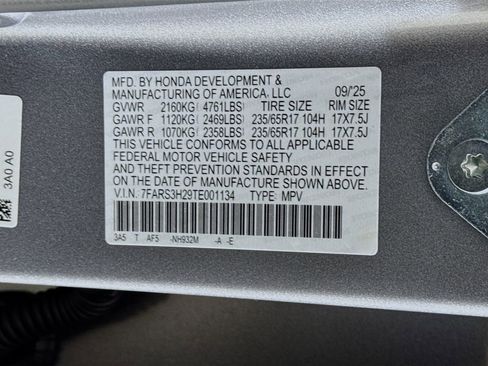 MFD. BY HONDA DEVELOPMENT &
MANUFACTURING OF AMERICA, LLC 09/'25
GVWR 2160KG( 4761LBS) TIRE SIZE RIM SIZE
GAWR F 1120KG( 2469LBS) 235/65R17 104H 17X7.5J
GAWR R 1070KG( 2358LBS) 235/65R17 104H 17X7.5J
THIS VEHICLE CONFORMS TO ALL APPLICABLE
FEDERAL MOTOR VEHICLE SAFETY
AND THEFT PREVENTION STANDARDS IN EFFECT
ON THE DATE OF MANUFACTURE SHOWN ABOVE.
V.I.N. 7FARS3H29TE001134 TYPE: MPV
3A5 T AF5 -NH932M -A -E
3A0 A0